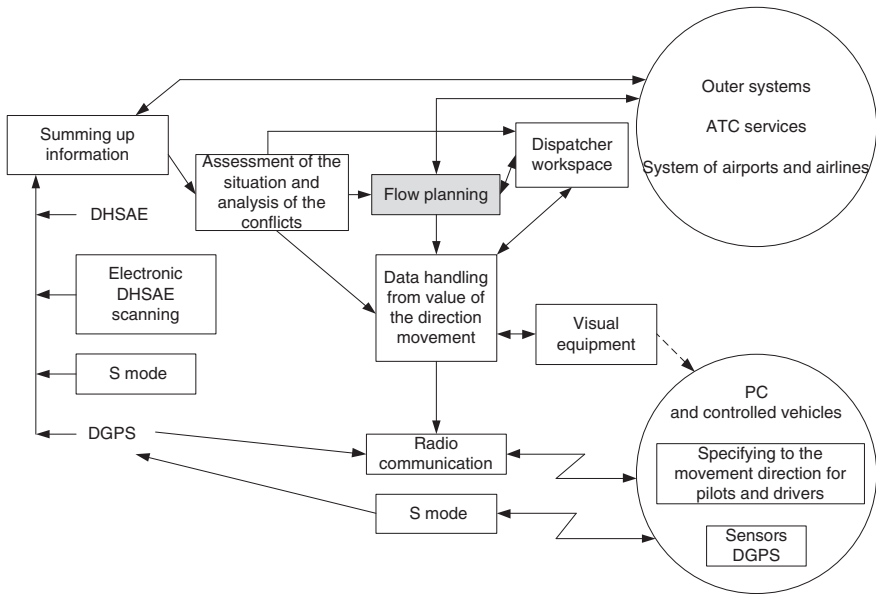 Outer systems
ATC services
System of airports and airlines
Summing up
information
Assessment of the
situation and
analysis of the
conflicts
Dispatcher
workspace
Flow planning
DHSAE
Electronic
DHSAE
scanning
Data handling
from value of
the direction
movement
Visual
equipment
S mode
PC
and controlled vehicles
DGPS
Radio
communication
Specifying to the
movement direction for
pilots and drivers
S mode
Sensors
DGPS